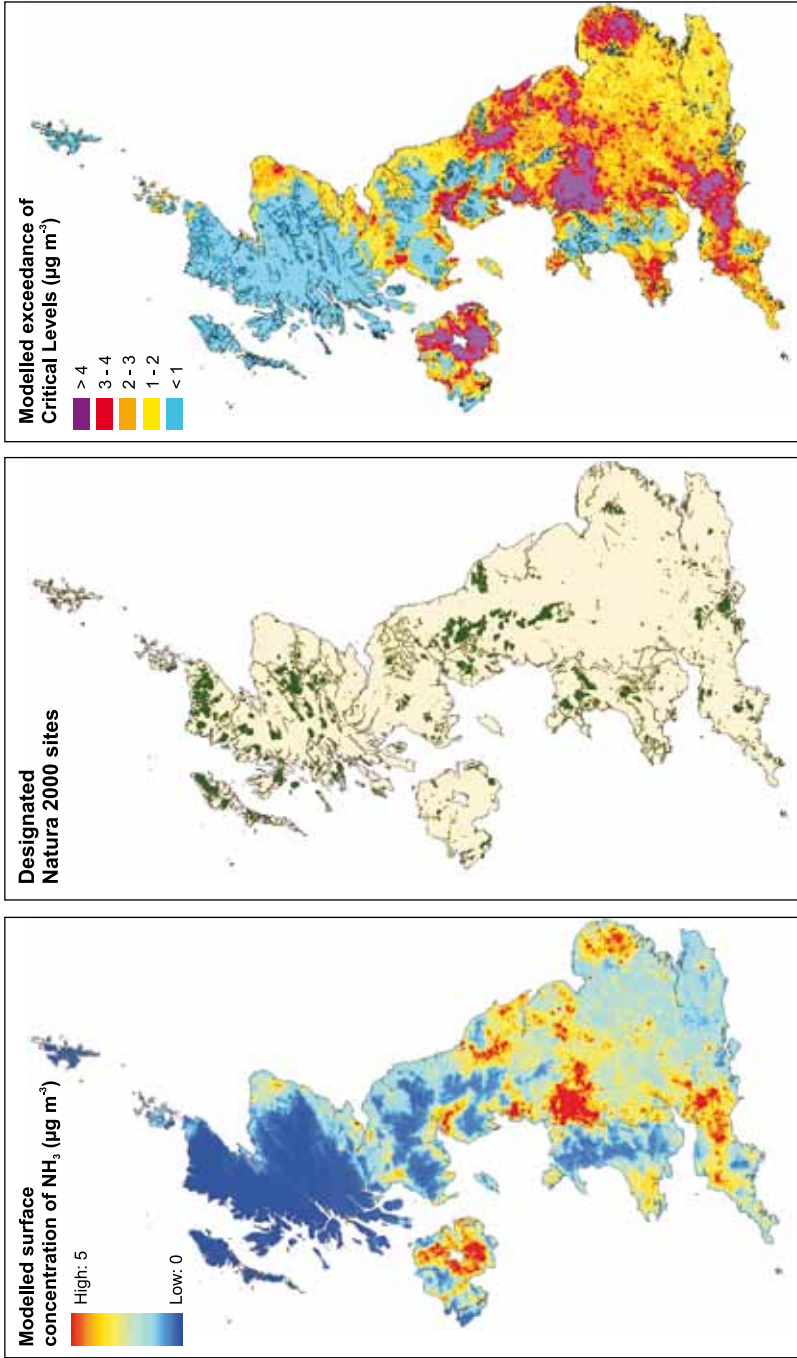 Modelled surface
concentration of NH₃ (µg m⁻³)
High: 5
Low: 0
Designated
Natura 2000 sites
Modelled exceedance of
Critical Levels (µg m⁻³)
> 4
3 - 4
2 - 3
1 - 2
< 1